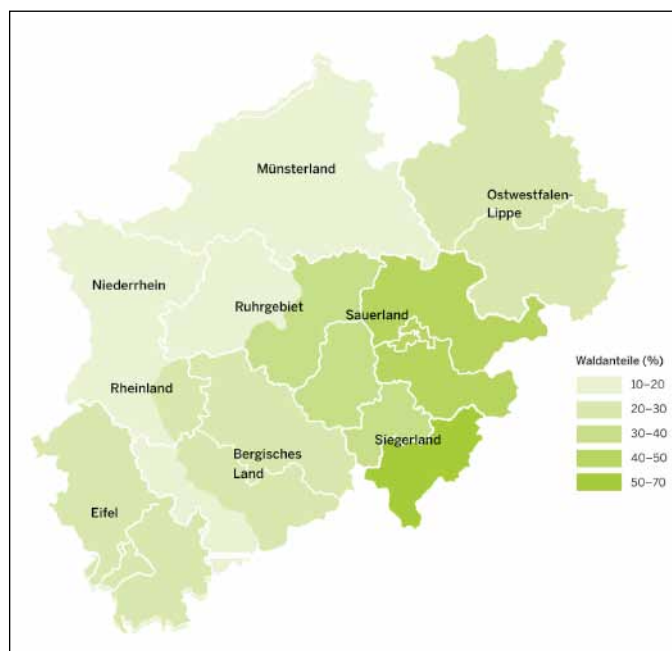 Münsterland
Ostwestfalen-
Lippe
Niederrhein
Ruhrgebiet
Sauerland
Waldanteile (%)
10–20
20–30
30–40
40–50
50–70
Rheinland
Siegerland
Bergisches
Land
Eifel